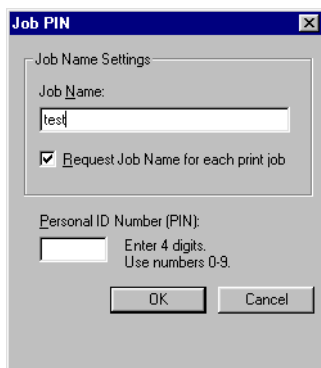 Job PIN
Job Name Settings
Job Name:
test
Request Job Name for each print job
Personal ID Number (PIN):
Enter 4 digits.
Use numbers 0-9.
OK Cancel